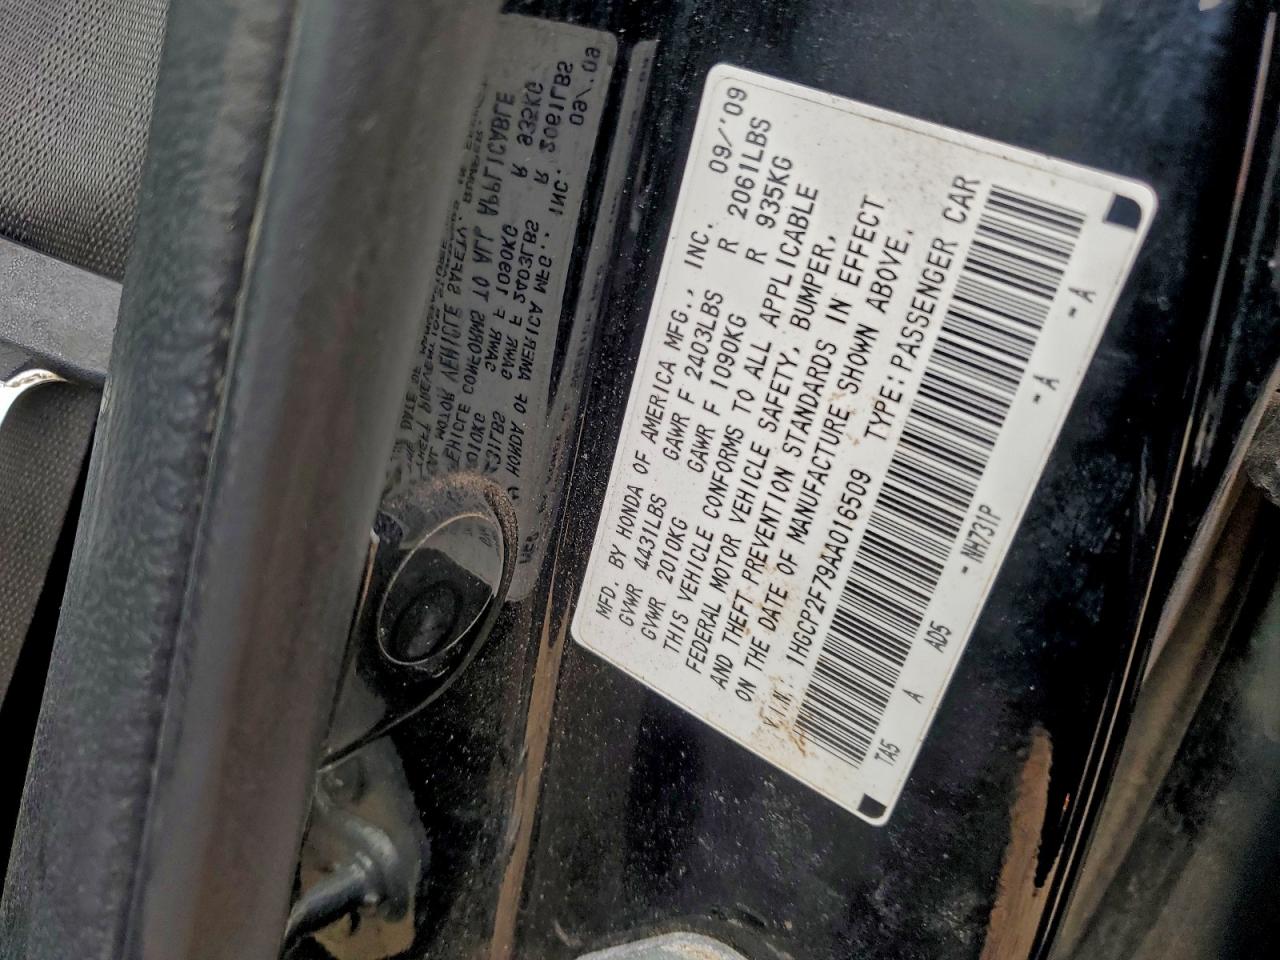 MFD. BY HONDA OF AMERICA MFG., INC. 09/'09
GVWR 4431LBS GAWR F 2403LBS R 2061LBS
GVWR 2010KG GAWR F 1090KG R 935KG
THIS VEHICLE CONFORMS TO ALL APPLICABLE
FEDERAL MOTOR VEHICLE SAFETY, BUMPER,
AND THEFT PREVENTION STANDARDS IN EFFECT
ON THE DATE OF MANUFACTURE SHOWN ABOVE.
V.I.N.: 1HGCP2F79AA016509 TYPE: PASSENGER CAR
TA5 A AD5 - NH731P - A - A